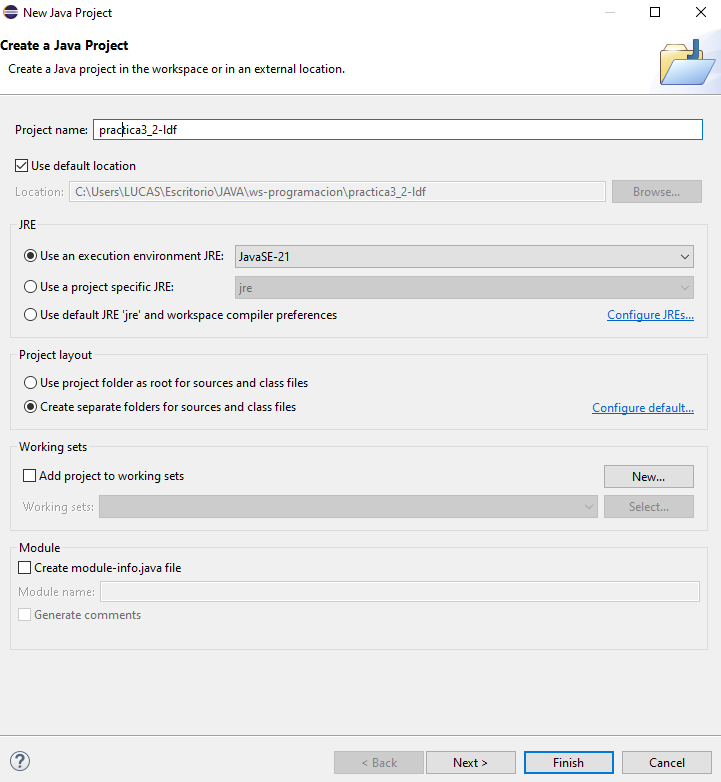 New Java Project
Create a Java Project
Create a Java project in the workspace or in an external location.
Project name: practica3_2-ldf
Use default location
Location: C:\Users\LUCAS\Escritorio\JAVA\ws-programacion\practica3_2-ldf Browse...
JRE
Use an execution environment JRE: JavaSE-21
Use a project specific JRE: jre
Use default JRE 'jre' and workspace compiler preferences Configure JREs...
Project layout
Use project folder as root for sources and class files
Create separate folders for sources and class files Configure default...
Working sets
Add project to working sets New...
Working sets: Select...
Module
Create module-info.java file
Module name:
Generate comments
? < Back Next > Finish Cancel